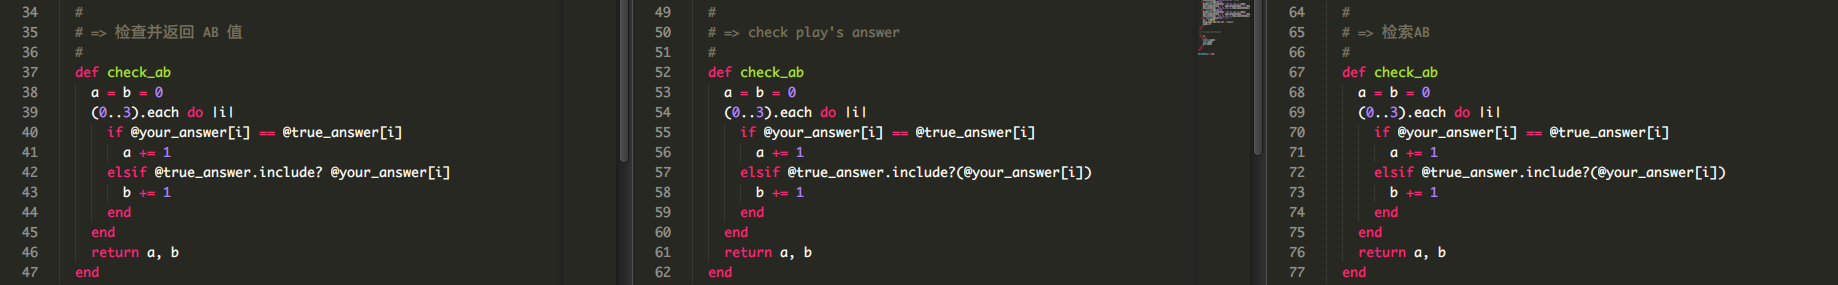 34 #
35 # => 检查并返回 AB 值
36 #
37 def check_ab
38 a = b = 0
39 (0..3).each do |i|
40 if @your_answer[i] == @true_answer[i]
41 a += 1
42 elsif @true_answer.include? @your_answer[i]
43 b += 1
44 end
45 end
46 return a, b
47 end
49 #
50 # => check play's answer
51 #
52 def check_ab
53 a = b = 0
54 (0..3).each do |i|
55 if @your_answer[i] == @true_answer[i]
56 a += 1
57 elsif @true_answer.include?(@your_answer[i])
58 b += 1
59 end
60 end
61 return a, b
62 end
64 #
65 # => 检索AB
66 #
67 def check_ab
68 a = b = 0
69 (0..3).each do |i|
70 if @your_answer[i] == @true_answer[i]
71 a += 1
72 elsif @true_answer.include?(@your_answer[i])
73 b += 1
74 end
75 end
76 return a, b
77 end